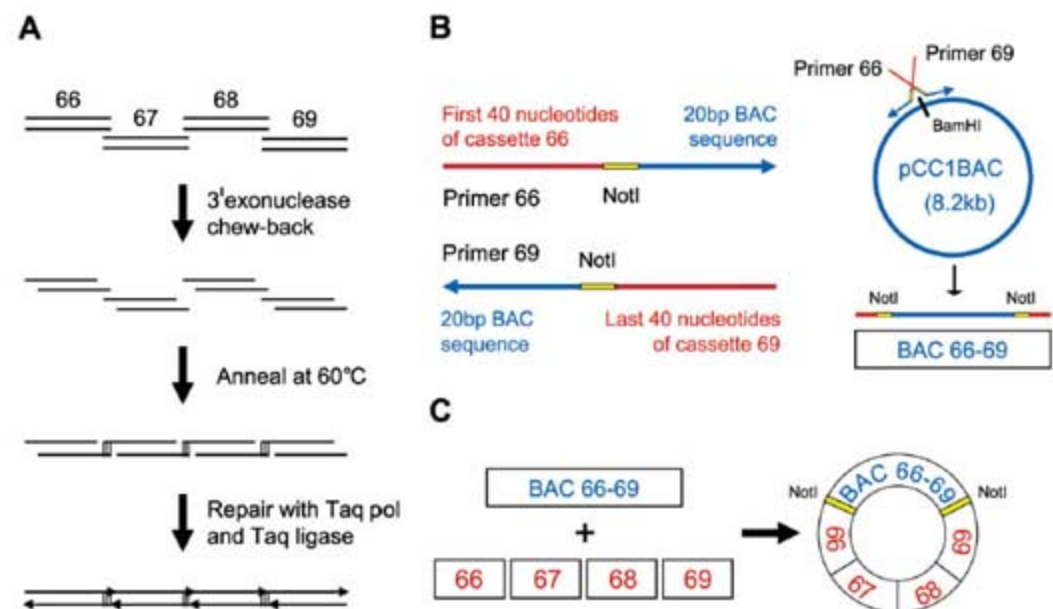 A
66
67
68
69
3'exonuclease
chew-back
Anneal at 60°C
Repair with Taq pol
and Taq ligase
B
First 40 nucleotides
of cassette 66
20bp BAC
sequence
Primer 66
NotI
Primer 69
NotI
20bp BAC
sequence
Last 40 nucleotides
of cassette 69
Primer 66
Primer 69
BamHI
pCC1BAC
(8.2kb)
NotI
NotI
BAC 66-69
C
BAC 66-69
+
66
67
68
69
NotI
BAC 66-69
NotI
66
67
68
69